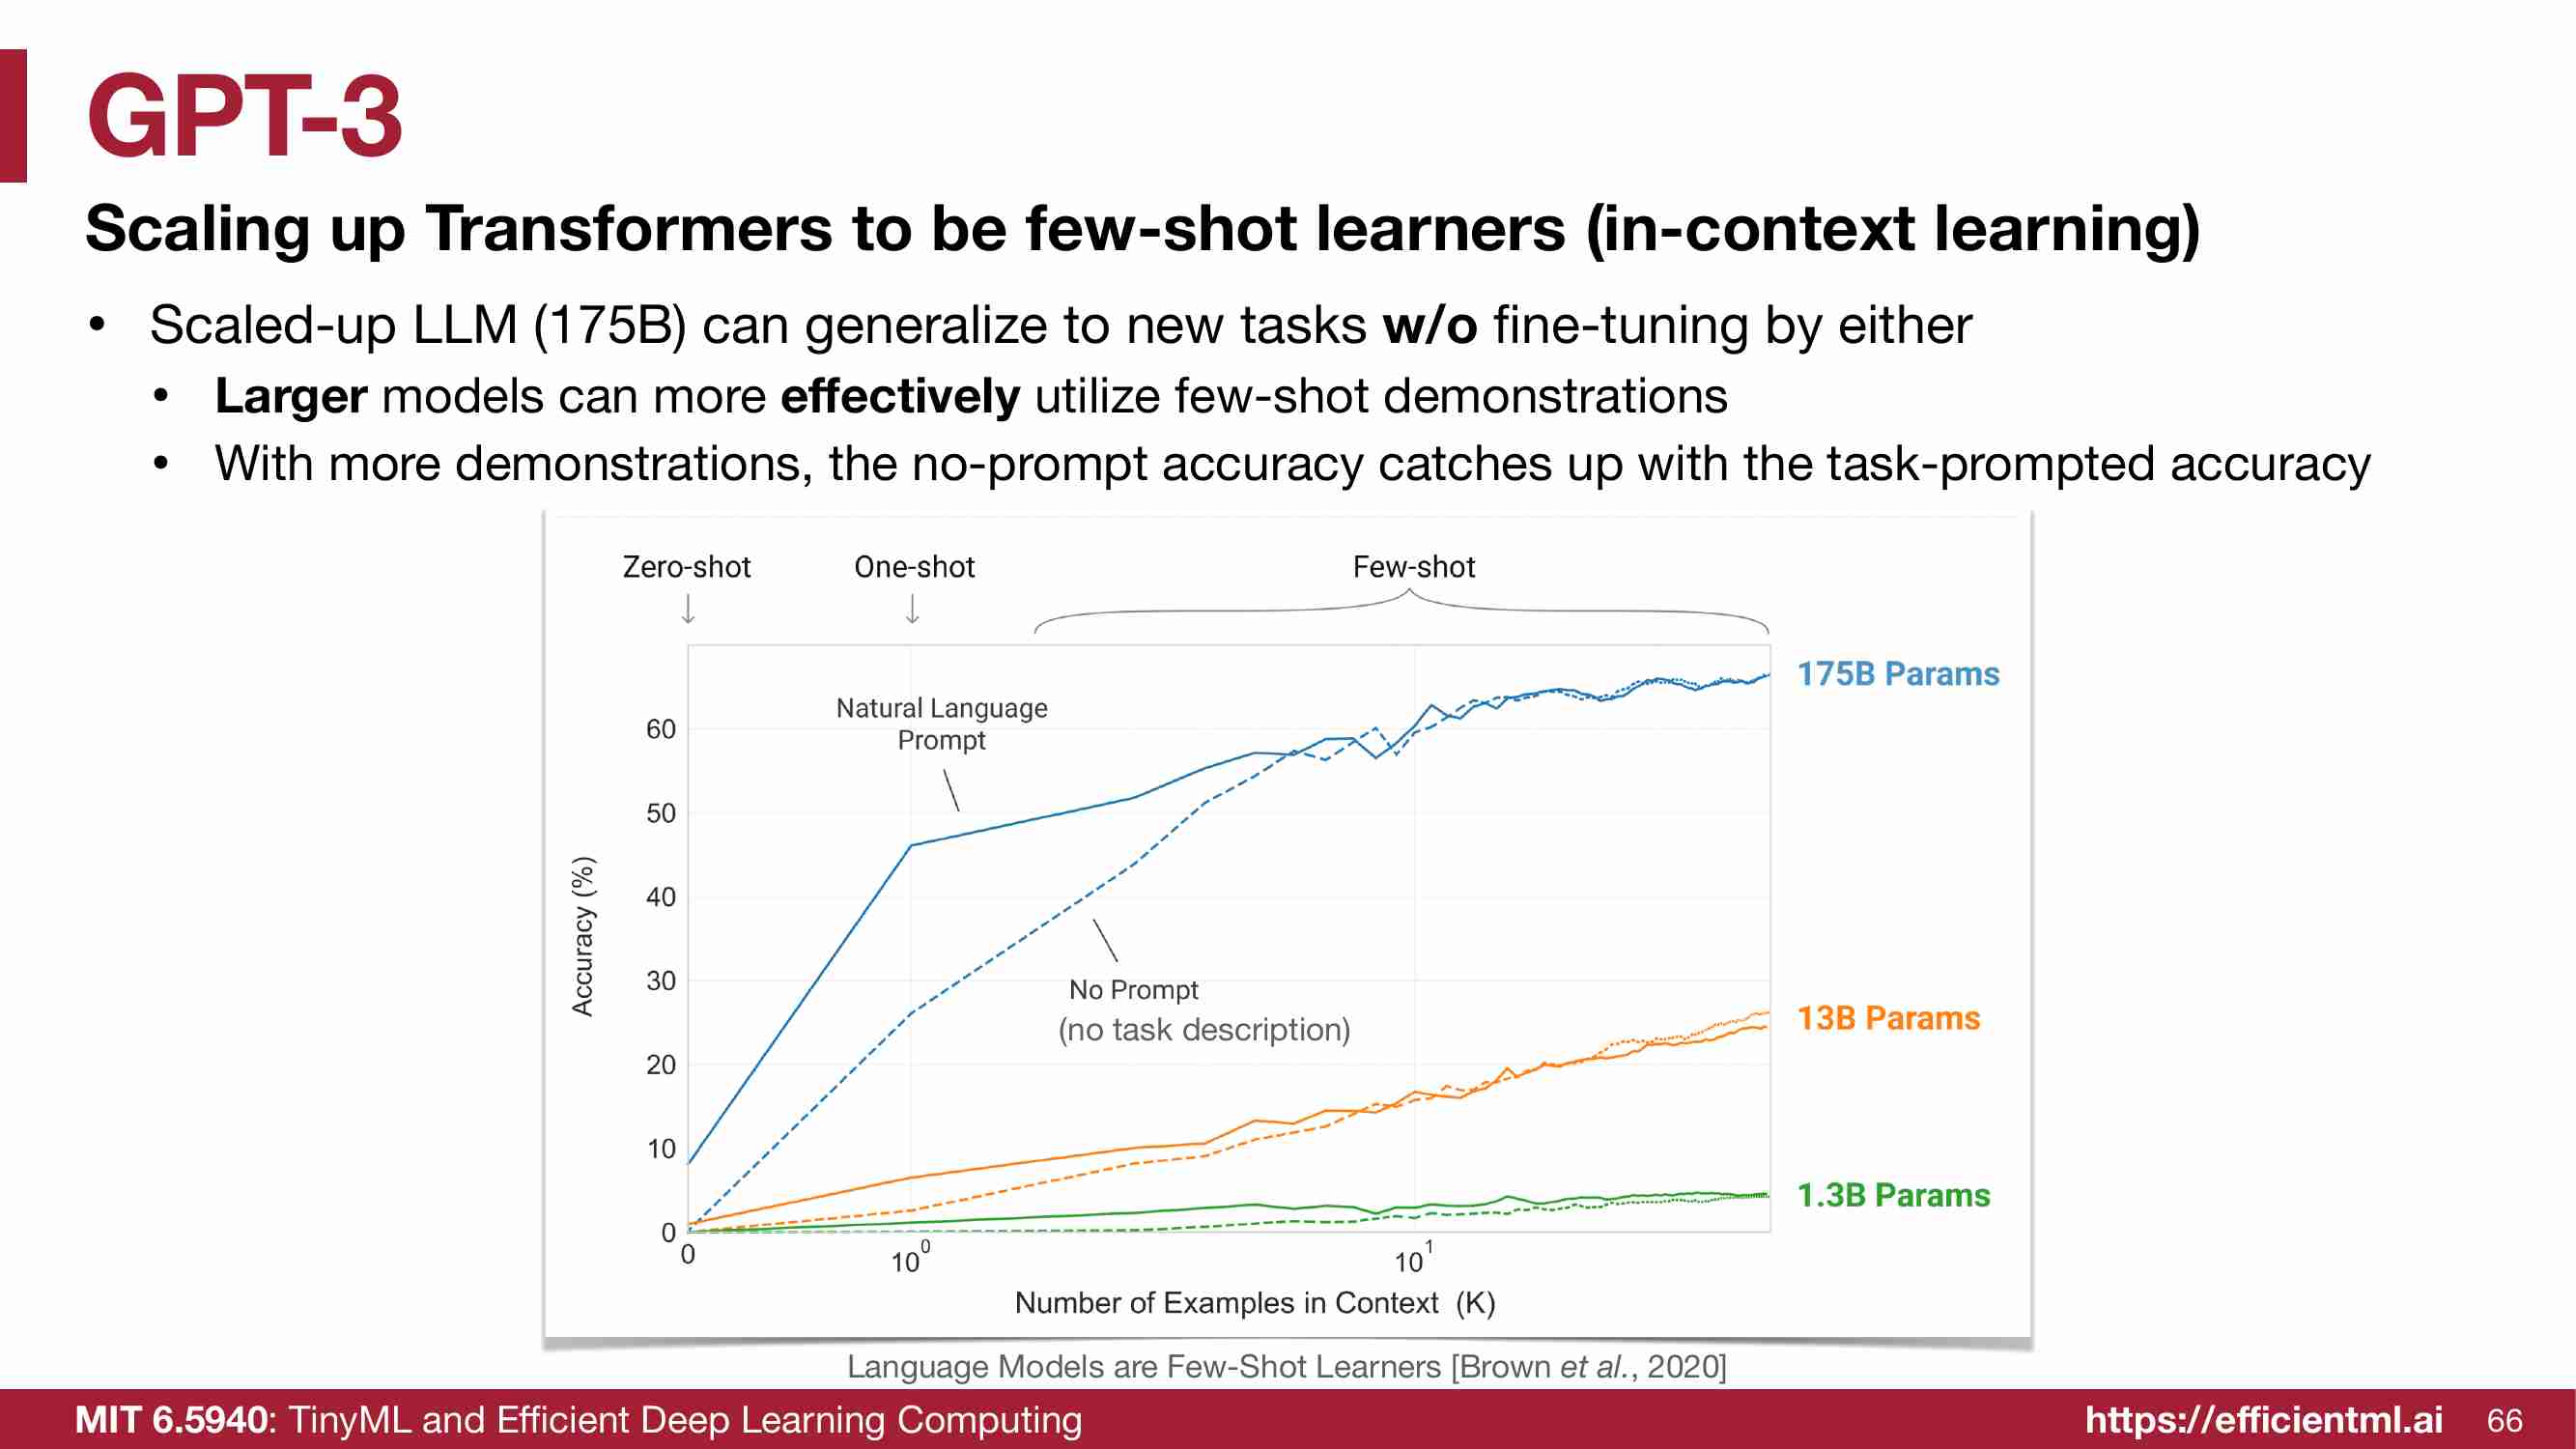 GPT-3
Scaling up Transformers to be few-shot learners (in-context learning)
• Scaled-up LLM (175B) can generalize to new tasks w/o fine-tuning by either
• Larger models can more effectively utilize few-shot demonstrations
• With more demonstrations, the no-prompt accuracy catches up with the task-prompted accuracy
Zero-shot One-shot Few-shot
175B Params
Natural Language
Prompt
60
50
40
30
20
10
0
Accuracy (%)
No Prompt
(no task description)
13B Params
1.3B Params
0 10^0 10^1
Number of Examples in Context (K)
Language Models are Few-Shot Learners [Brown et al., 2020]
MIT 6.5940: TinyML and Efficient Deep Learning Computing https://efficientml.ai 66